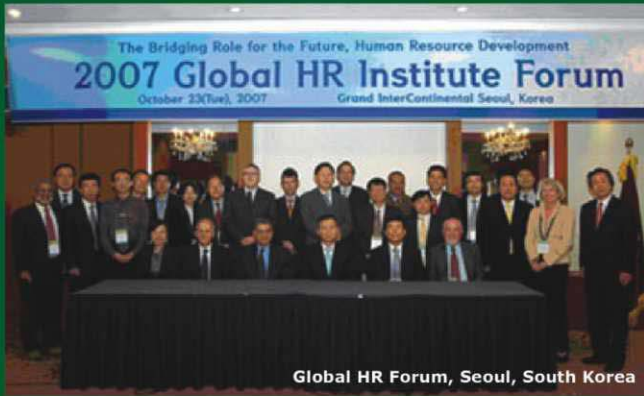 The Bridging Role for the Future, Human Resource Development
2007 Global HR Institute Forum
October 23(Tue), 2007 Grand InterContinental Seoul, Korea
Global HR Forum, Seoul, South Korea